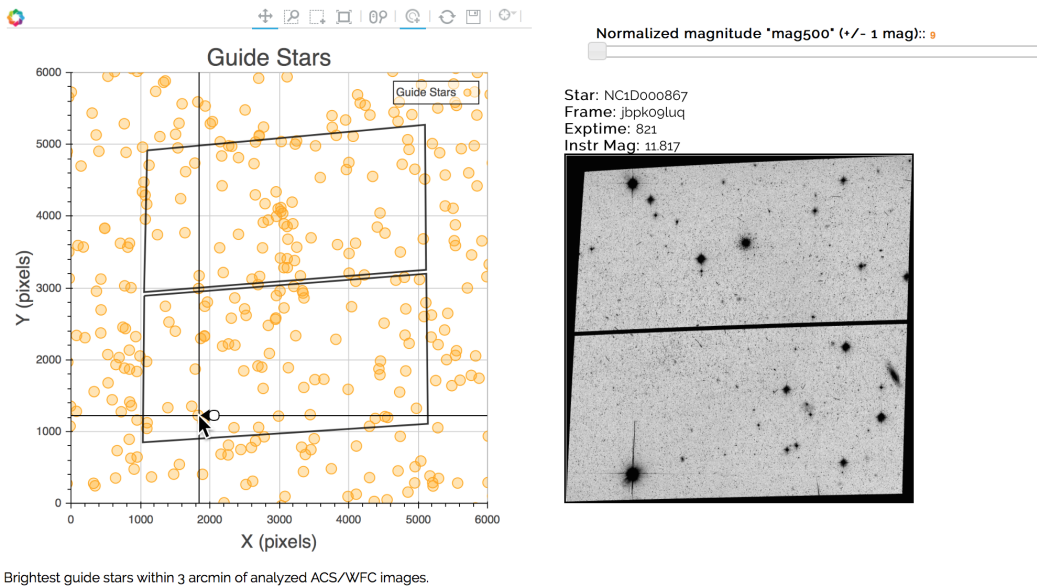 Guide Stars
Guide Stars
6000
5000
4000
3000
2000
1000
0
0 1000 2000 3000 4000 5000 6000
Y (pixels)
X (pixels)
Brightest guide stars within 3 arcmin of analyzed ACS/WFC images.
Normalized magnitude "mag500" (+/- 1 mag):: 9
Star: NC1D000867
Frame: jbpk09luq
Exptime: 821
Instr Mag: 11.817